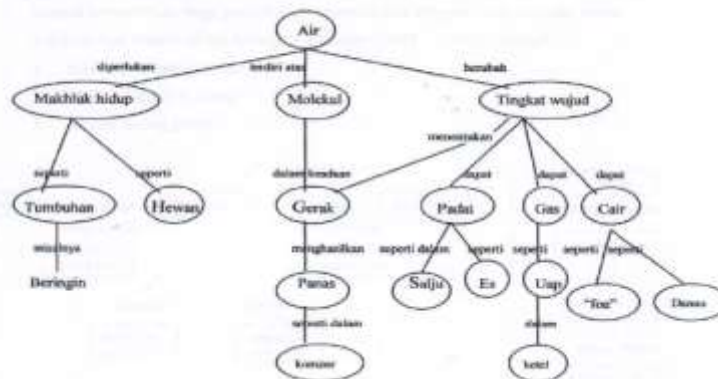 Air
diperlukan terdiri atas berubah
Makhluk hidup Molekul Tingkat wujud
menentukan
seperti seperti dalam keadaan dapat dapat dapat
Tumbuhan Hewan Gerak Padat Gas Cair
misalnya menghasilkan seperti dalam seperti seperti seperti seperti
Beringin Panas Salju Es Uap Danau
seperti dalam dalam
ketel